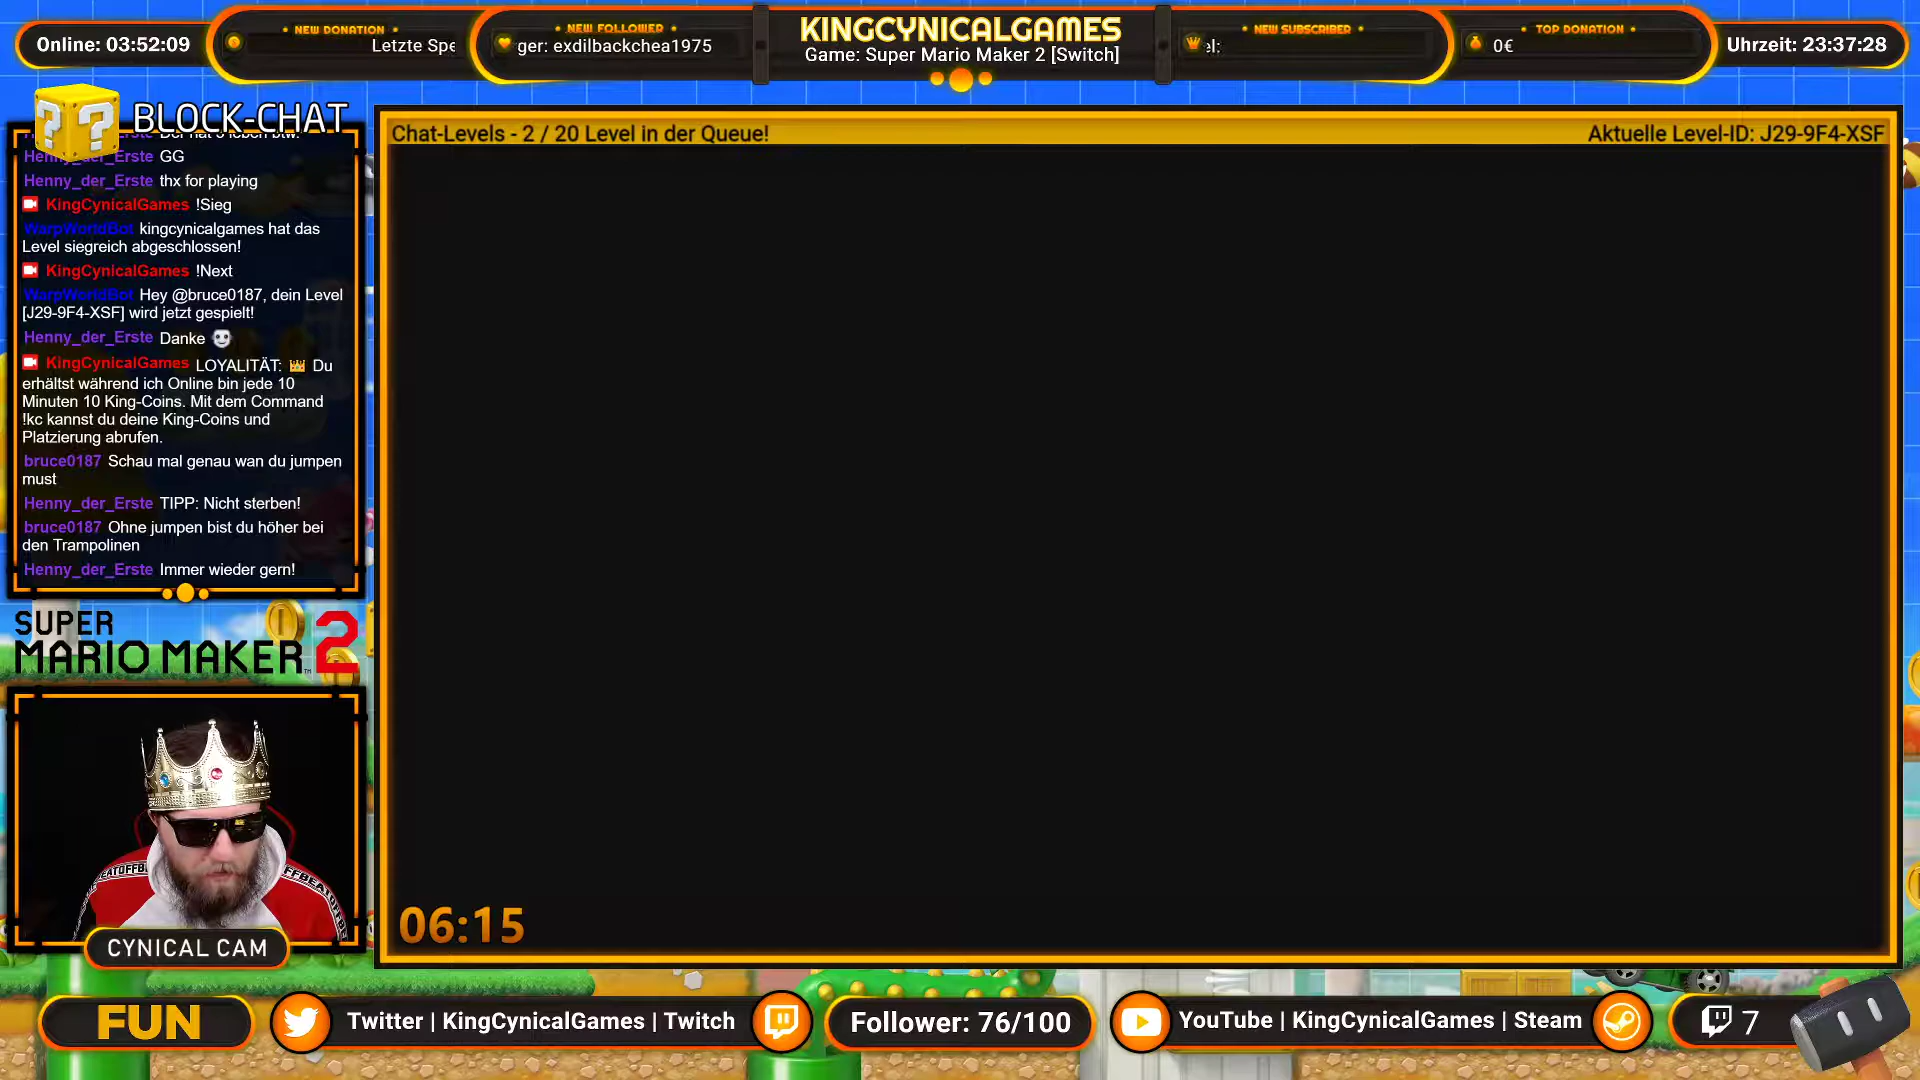 Online: 03:52:09
NEW DONATION
Letzte Spe
NEW FOLLOWER
ger: exdilbackchea1975
KINGCYNICALGAMES
Game: Super Mario Maker 2 [Switch]
NEW SUBSCRIBER
el:
TOP DONATION
0€
Uhrzeit: 23:37:28
BLOCK-CHAT
Henny_der_Erste GG
Henny_der_Erste thx for playing
KingCynicalGames !Sieg
WarpWorldBot kingcynicalgames hat das
Level siegreich abgeschlossen!
KingCynicalGames !Next
WarpWorldBot Hey @bruce0187, dein Level
[J29-9F4-XSF] wird jetzt gespielt!
Henny_der_Erste Danke
KingCynicalGames LOYALITÄT: Du
erhältst während ich Online bin jede 10
Minuten 10 King-Coins. Mit dem Command
!kc kannst du deine King-Coins und
Platzierung abrufen.
bruce0187 Schau mal genau wan du jumpen
must
Henny_der_Erste TIPP: Nicht sterben!
bruce0187 Ohne jumpen bist du höher bei
den Trampolinen
Henny_der_Erste Immer wieder gern!
Chat-Levels - 2 / 20 Level in der Queue!
Aktuelle Level-ID: J29-9F4-XSF
SUPER
MARIO MAKER 2
CYNICAL CAM
06:15
FUN
Twitter | KingCynicalGames | Twitch
Follower: 76/100
YouTube | KingCynicalGames | Steam
7